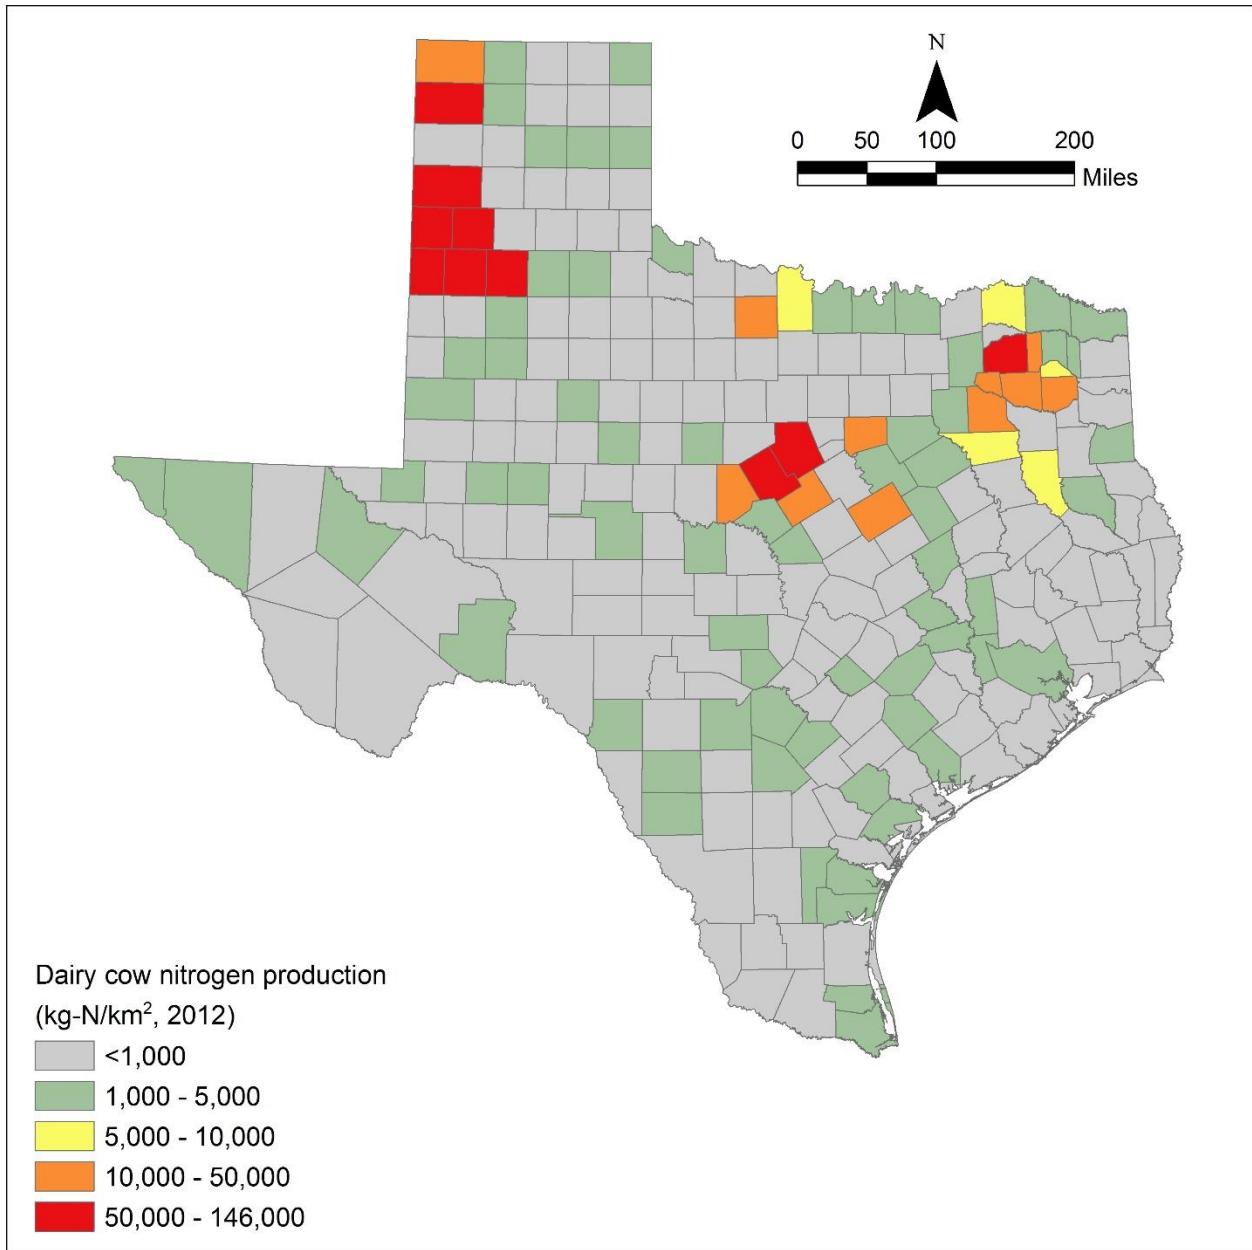 N
0 50 100 200
Miles
Dairy cow nitrogen production
(kg-N/km², 2012)
<1,000
1,000 - 5,000
5,000 - 10,000
10,000 - 50,000
50,000 - 146,000